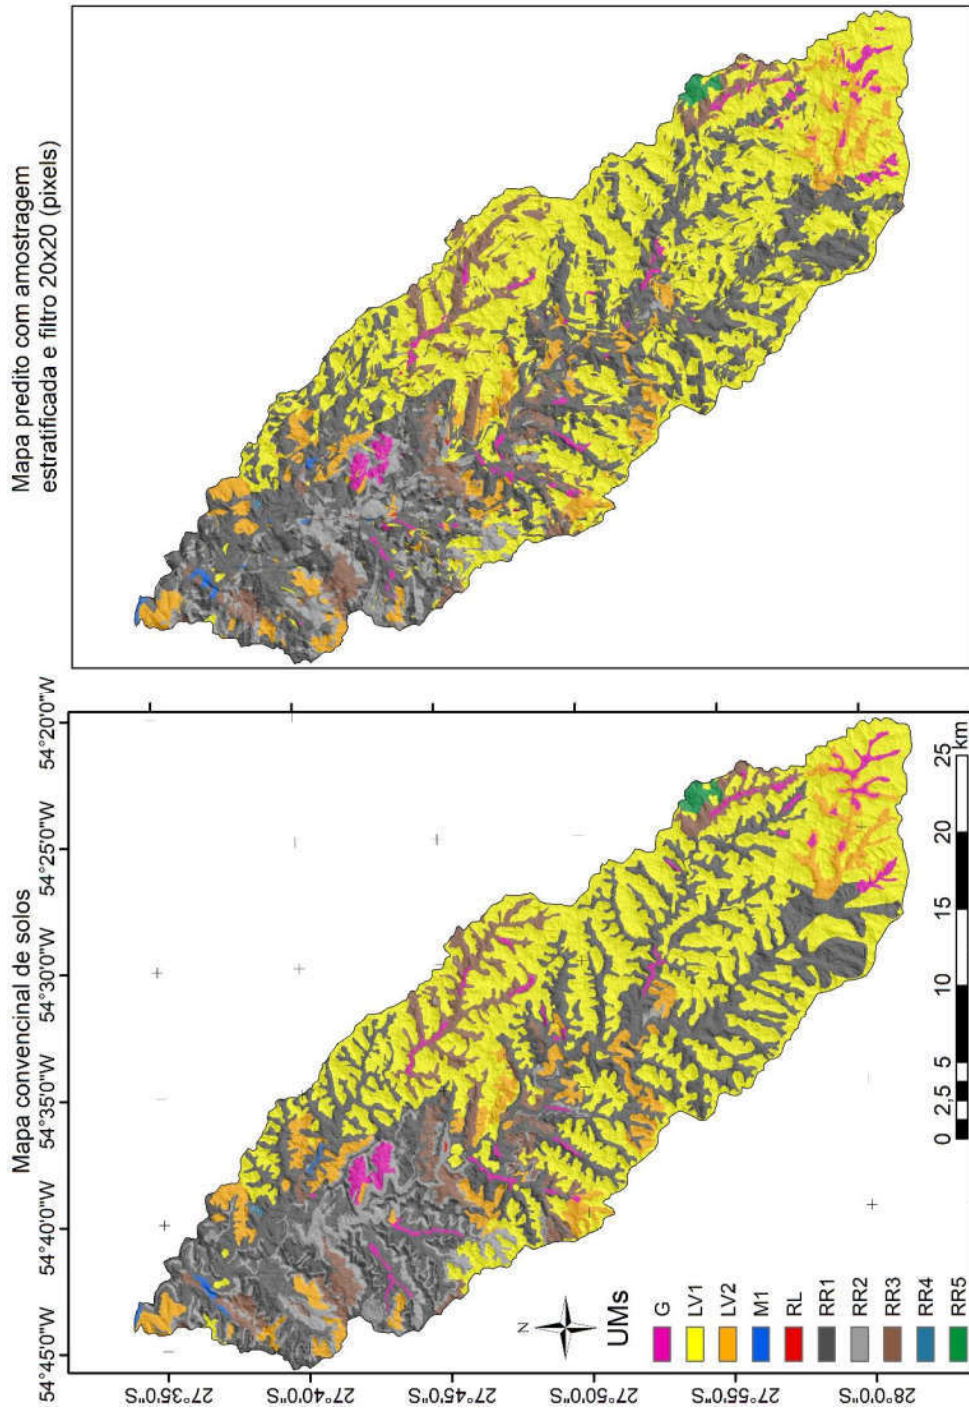 Mapa convencinal de solos
54°45'0"W
54°40'0"W
54°35'0"W
54°30'0"W
54°25'0"W
54°20'0"W
27°35'0"S
27°40'0"S
27°45'0"S
27°50'0"S
27°55'0"S
28°0'0"S
N
UMs
G
LV1
LV2
M1
RL
RR1
RR2
RR3
RR4
RR5
0 2,5 5 10 15 20 25
km
Mapa predito com amostragem
estratificada e filtro 20x20 (pixels)